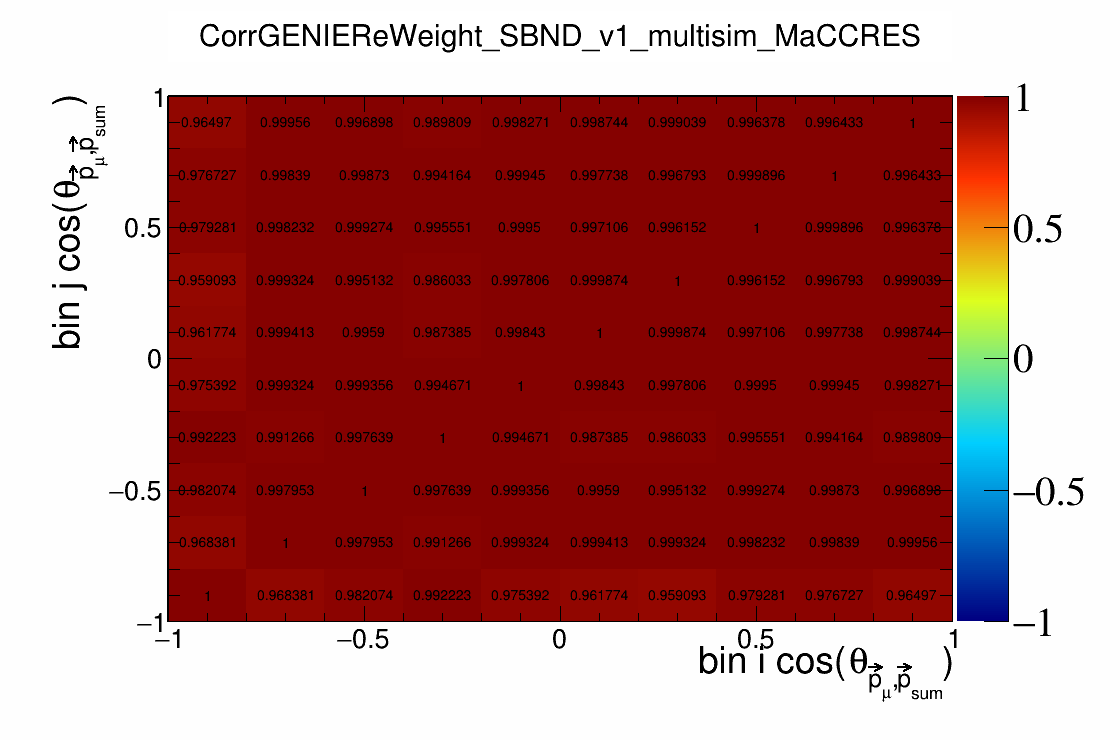 CorrGENIEReWeight_SBND_v1_multisim_MaCCRES
bin j cos(θp⃗μ,p⃗sum)
1 0.96497 0.99956 0.996898 0.989809 0.998271 0.998744 0.999039 0.996378 0.996433 1 1
0.976727 0.99839 0.99873 0.994164 0.99945 0.997738 0.996793 0.999896 1 0.996433
0.5 0.979281 0.998232 0.999274 0.995551 0.9995 0.997106 0.996152 1 0.999896 0.996378 0.5
0.959093 0.999324 0.995132 0.986033 0.997806 0.999874 1 0.996152 0.996793 0.999039
0.961774 0.999413 0.9959 0.987385 0.99843 1 0.999874 0.997106 0.997738 0.998744
0 0
0.975392 0.999324 0.999356 0.994671 1 0.99843 0.997806 0.9995 0.99945 0.998271
0.992223 0.991266 0.997639 1 0.994671 0.987385 0.986033 0.995551 0.994164 0.989809
−0.5 0.982074 0.997953 1 0.997639 0.999356 0.9959 0.995132 0.999274 0.99873 0.996898 −0.5
0.968381 1 0.997953 0.991266 0.999324 0.999413 0.999324 0.998232 0.99839 0.99956
1 0.968381 0.982074 0.992223 0.975392 0.961774 0.959093 0.979281 0.976727 0.96497
−1 −1
−1 −0.5 0 0.5 1
bin i cos(θp⃗μ,p⃗sum)